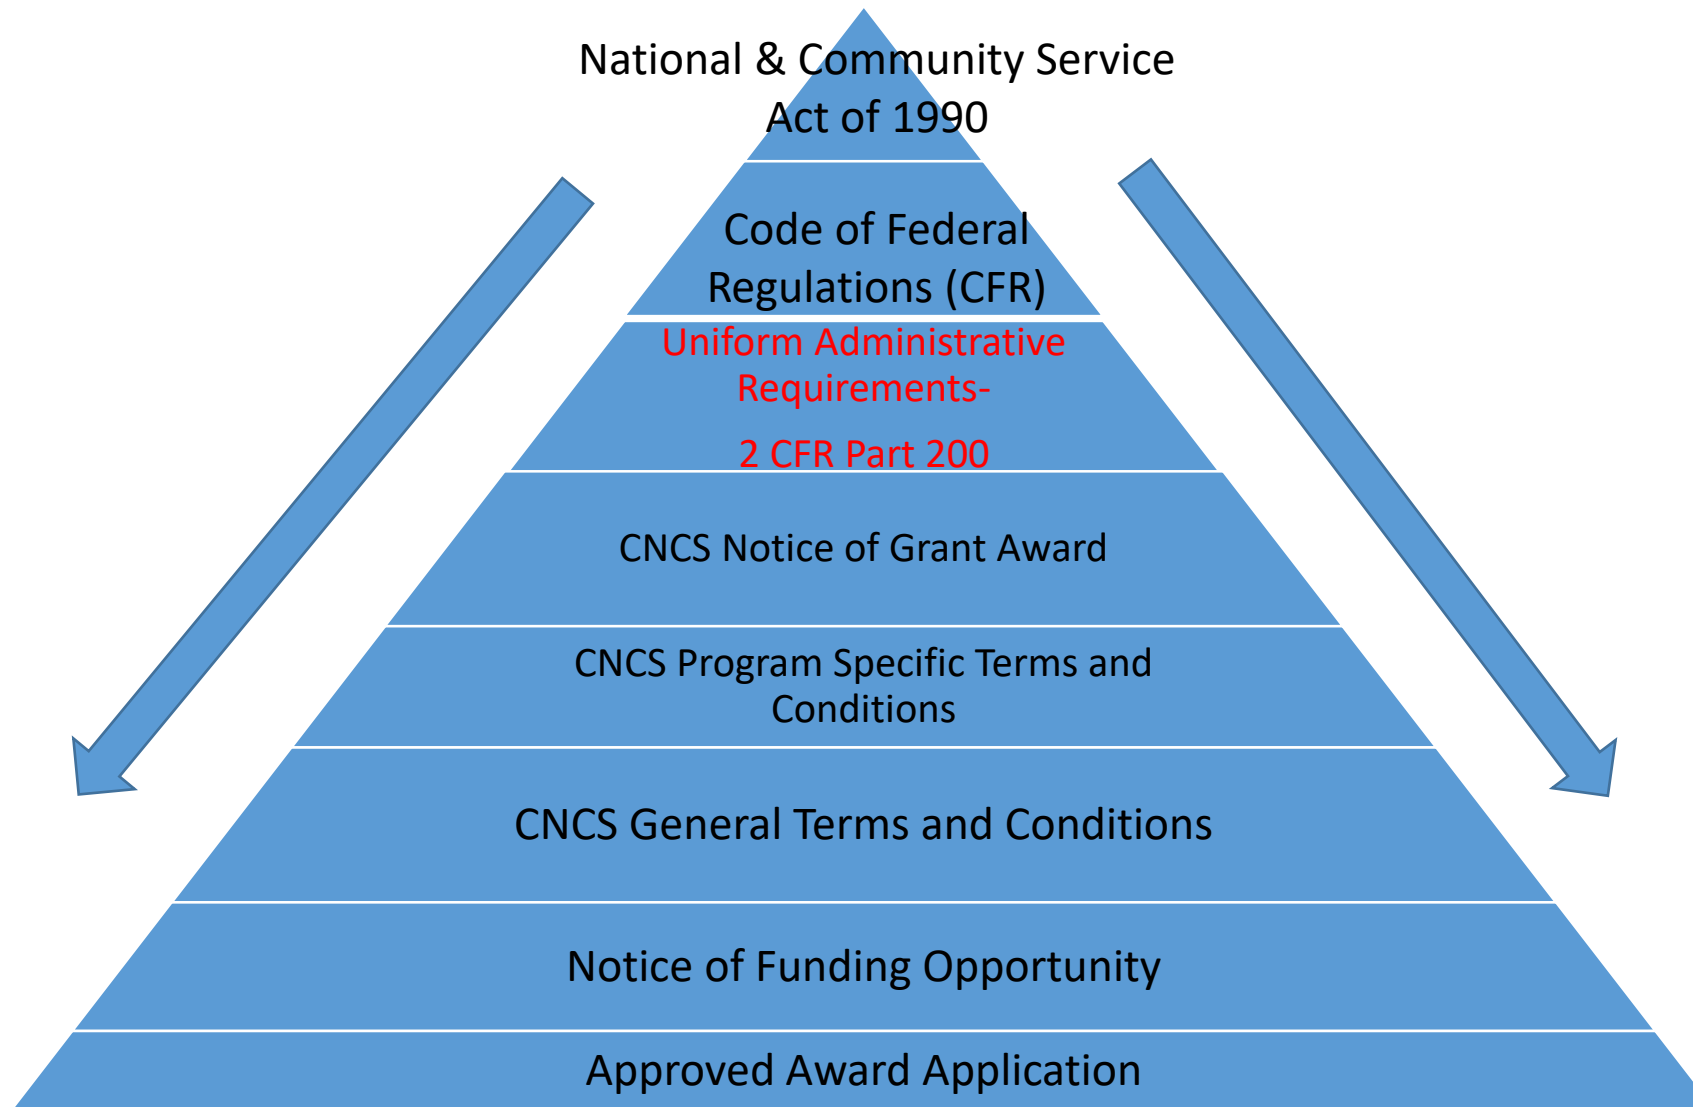 National & Community Service
Act of 1990
Code of Federal
Regulations (CFR)
Uniform Administrative
Requirements-
2 CFR Part 200
CNCS Notice of Grant Award
CNCS Program Specific Terms and
Conditions
CNCS General Terms and Conditions
Notice of Funding Opportunity
Approved Award Application